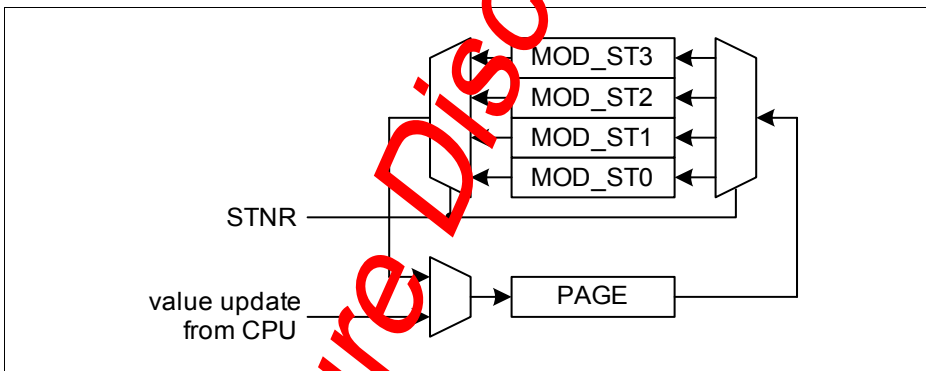 MOD_ST3
MOD_ST2
MOD_ST1
MOD_ST0
STNR
value update
from CPU
PAGE